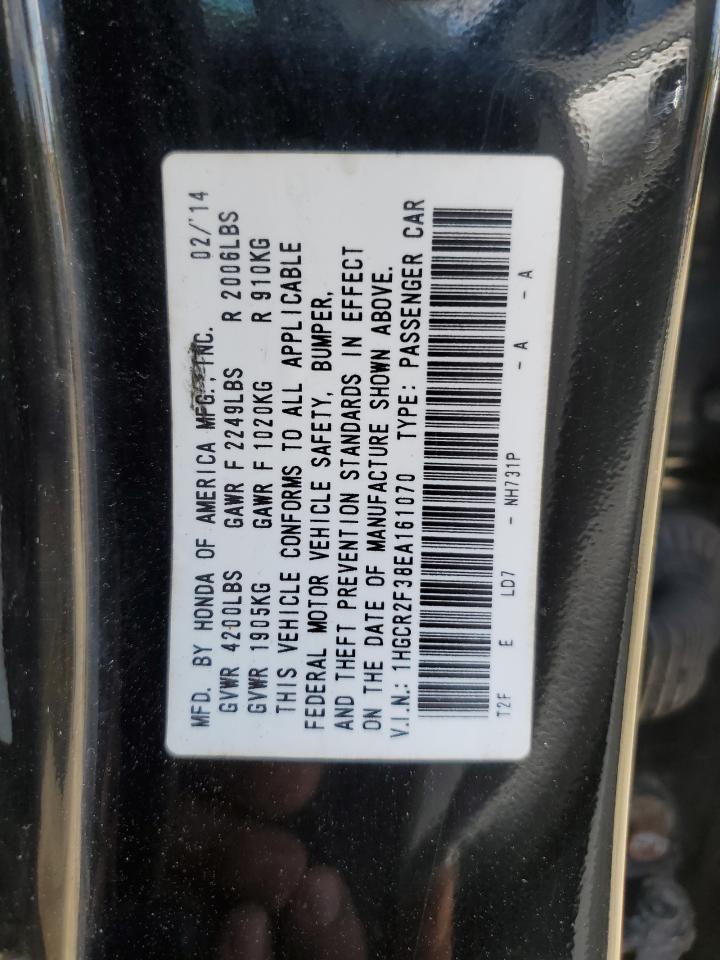 MFD. BY HONDA OF AMERICA MFG., INC. 02/'14
GVWR 4200LBS GAWR F 2249LBS R 2006LBS
GVWR 1905KG GAWR F 1020KG R 910KG
THIS VEHICLE CONFORMS TO ALL APPLICABLE
FEDERAL MOTOR VEHICLE SAFETY, BUMPER,
AND THEFT PREVENTION STANDARDS IN EFFECT
ON THE DATE OF MANUFACTURE SHOWN ABOVE.
V.I.N.: 1HGCR2F38EA161070 TYPE: PASSENGER CAR
T2F E LD7 - NH731P - A - A